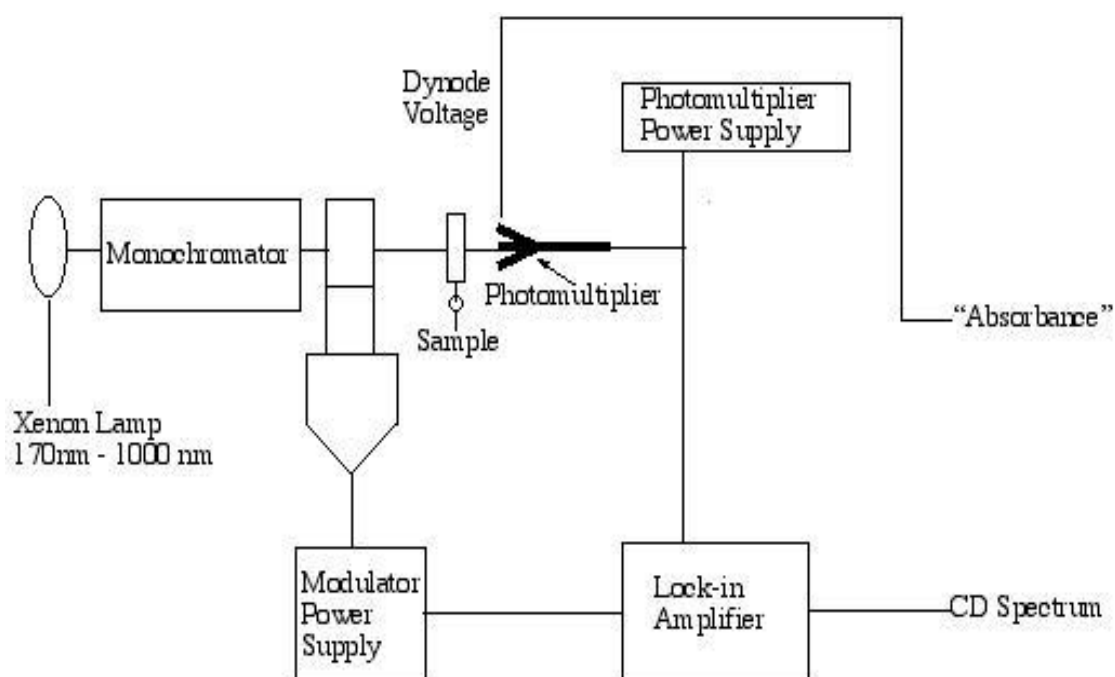 Dynode
Voltage
Photomultiplier
Power Supply
Monochromator
Photomultiplier
Sample
“Absorbance”
Xenon Lamp
170nm - 1000 nm
Modulator
Power
Supply
Lock-in
Amplifier
CD Spectrum